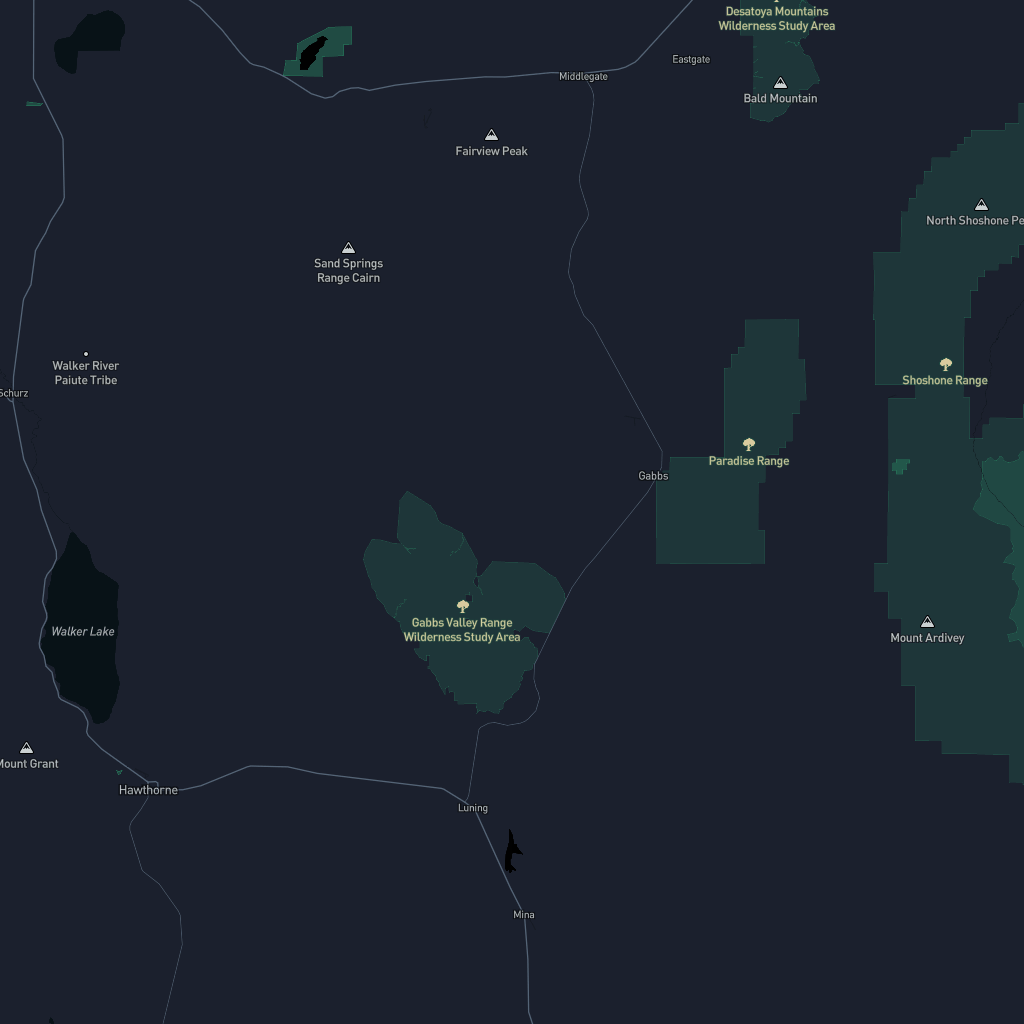 Desatoya Mountains
Wilderness Study Area
Eastgate
Middlegate
Bald Mountain
Fairview Peak
North Shoshone Pe
Sand Springs
Range Cairn
Walker River
Paiute Tribe
Shoshone Range
Schurz
Paradise Range
Gabbs
Gabbs Valley Range
Wilderness Study Area
Walker Lake
Mount Ardivey
Mount Grant
Hawthorne
Luning
Mina